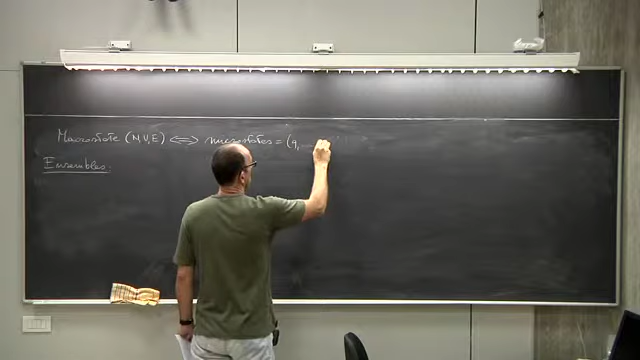 Macrostate (N,V,E) ⟺ microstates = (q,
Ensembles.